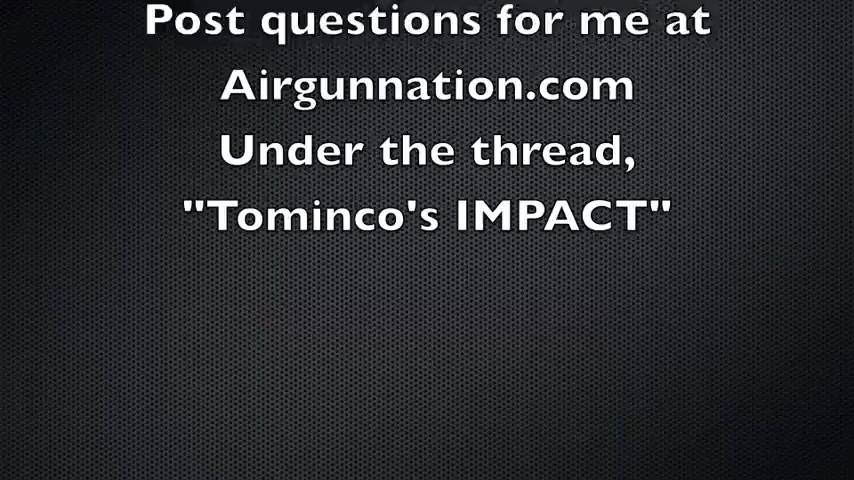 Post questions for me at
Airgunnation.com
Under the thread,
"Tominco's IMPACT"